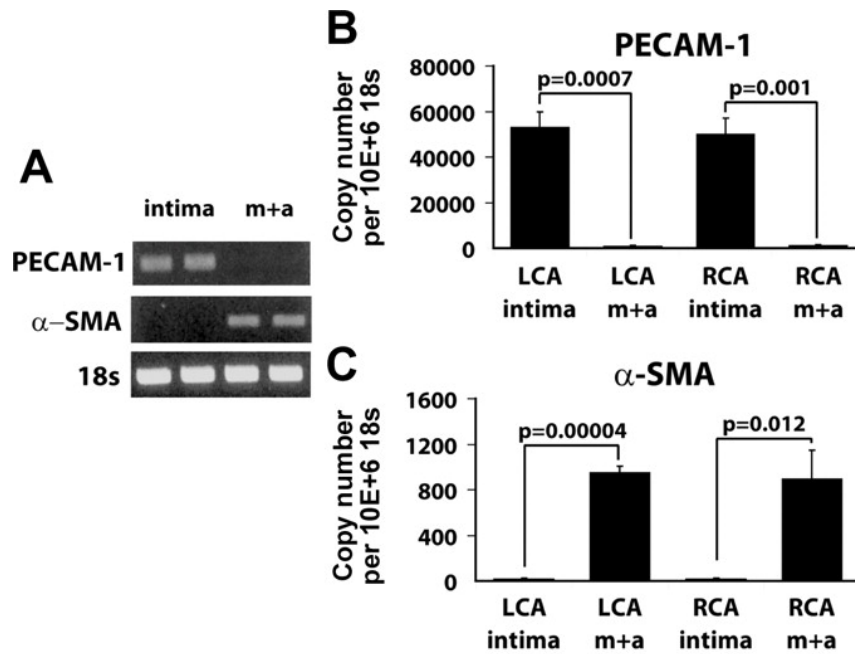 A
intima m+a
PECAM-1
α–SMA
18s
B
PECAM-1
Copy number
per 10E+6 18s
80000
60000
40000
20000
0
p=0.0007
p=0.001
LCA LCA RCA RCA
intima m+a intima m+a
C
α-SMA
Copy number
per 10E+6 18s
1600
1200
800
400
0
p=0.00004
p=0.012
LCA LCA RCA RCA
intima m+a intima m+a